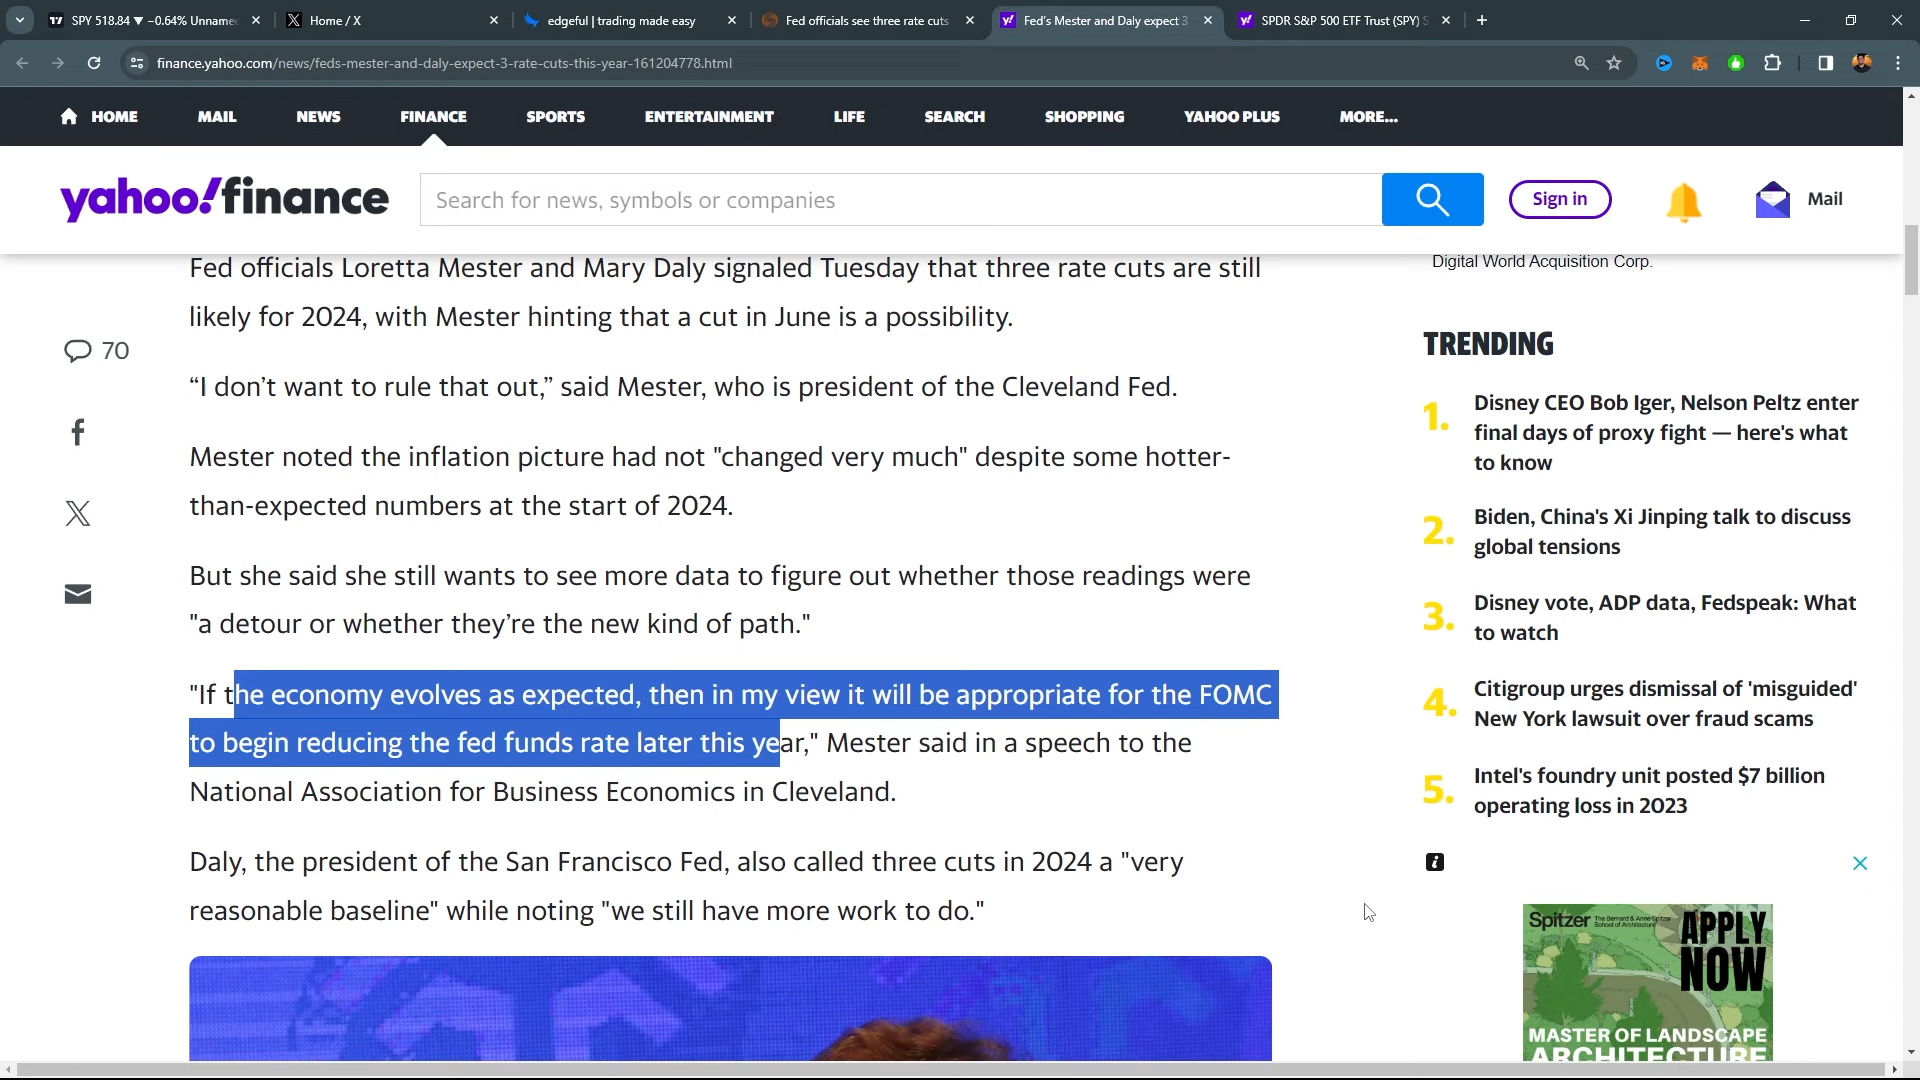 SPY 518.84 ▼ −0.64% Unname
Home / X
edgeful | trading made easy
Fed officials see three rate cuts
Fed's Mester and Daly expect 3
SPDR S&P 500 ETF Trust (SPY) S
finance.yahoo.com/news/feds-mester-and-daly-expect-3-rate-cuts-this-year-161204778.html
HOME MAIL NEWS FINANCE SPORTS ENTERTAINMENT LIFE SEARCH SHOPPING YAHOO PLUS MORE...
yahoo!finance
Search for news, symbols or companies
Sign in
Mail
Fed officials Loretta Mester and Mary Daly signaled Tuesday that three rate cuts are still
likely for 2024, with Mester hinting that a cut in June is a possibility.
70
“I don’t want to rule that out,” said Mester, who is president of the Cleveland Fed.
Mester noted the inflation picture had not "changed very much" despite some hotter-
than-expected numbers at the start of 2024.
But she said she still wants to see more data to figure out whether those readings were
"a detour or whether they’re the new kind of path."
"If the economy evolves as expected, then in my view it will be appropriate for the FOMC
to begin reducing the fed funds rate later this year," Mester said in a speech to the
National Association for Business Economics in Cleveland.
Daly, the president of the San Francisco Fed, also called three cuts in 2024 a "very
reasonable baseline" while noting "we still have more work to do."
Digital World Acquisition Corp.
TRENDING
1. Disney CEO Bob Iger, Nelson Peltz enter
final days of proxy fight — here's what
to know
2. Biden, China's Xi Jinping talk to discuss
global tensions
3. Disney vote, ADP data, Fedspeak: What
to watch
4. Citigroup urges dismissal of 'misguided'
New York lawsuit over fraud scams
5. Intel's foundry unit posted $7 billion
operating loss in 2023
Spitzer The Bernard & Anne Spitzer
School of Architecture
APPLY
NOW
MASTER OF LANDSCAPE
ARCHITECTURE